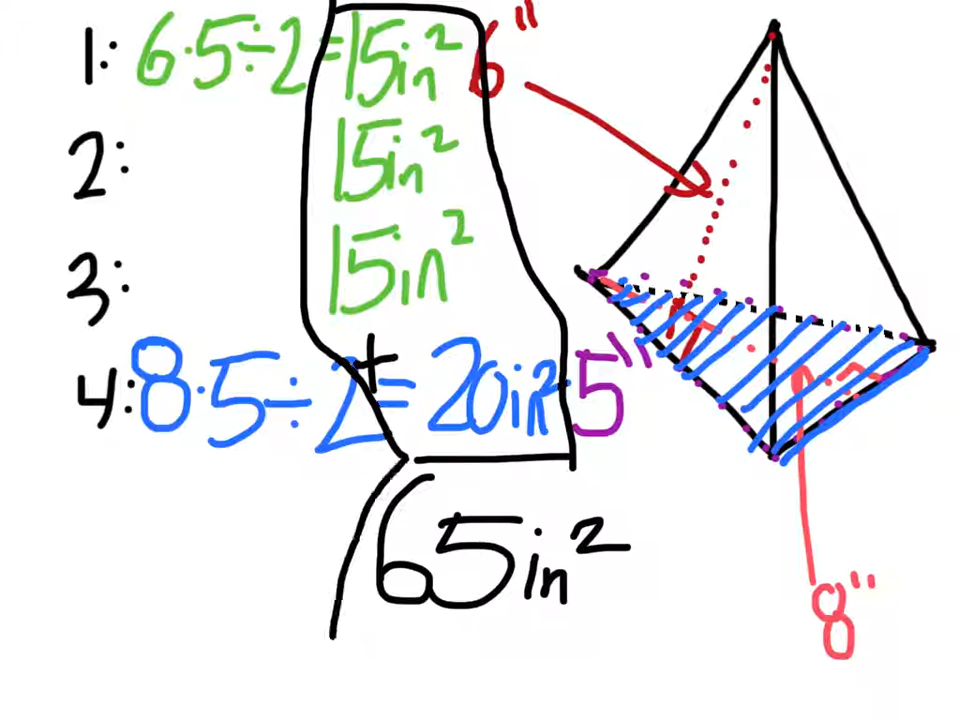 1: 6·5÷2=15in²
6"
2: 15in²
3: 15in²
+
4: 8·5÷2=20in²
5"
65in²
8"